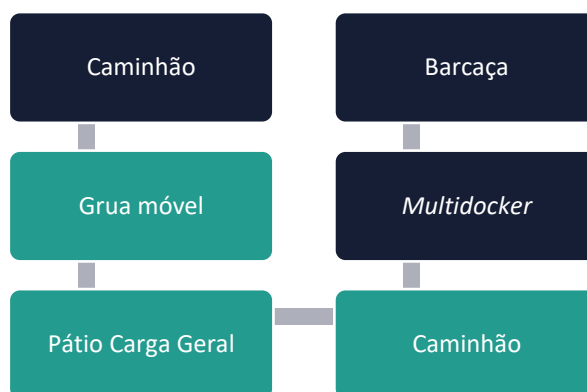 Caminhão
Grua móvel
Pátio Carga Geral
Caminhão
Multidocker
Barcaça